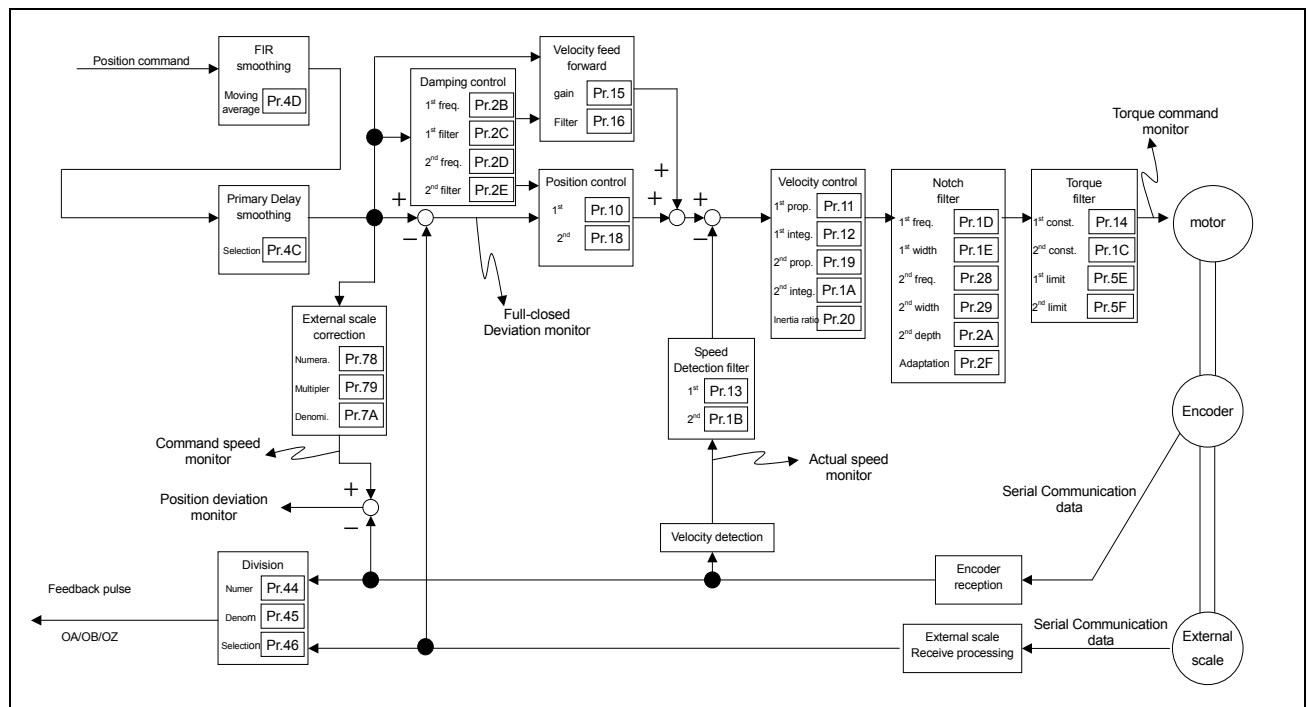 Position command
FIR
smoothing
Moving
average
Pr.4D
Primary Delay
smoothing
Selection
Pr.4C
Damping control
1st freq.
Pr.2B
1st filter
Pr.2C
2nd freq.
Pr.2D
2nd filter
Pr.2E
Velocity feed
forward
gain
Pr.15
Filter
Pr.16
Position control
1st
Pr.10
2nd
Pr.18
+
−
+
+
+
−
Full-closed
Deviation monitor
Velocity control
1st prop.
Pr.11
1st integ.
Pr.12
2nd prop.
Pr.19
2nd integ.
Pr.1A
Inertia ratio
Pr.20
Notch
filter
1st freq.
Pr.1D
1st width
Pr.1E
2nd freq.
Pr.28
2nd width
Pr.29
2nd depth
Pr.2A
Adaptation
Pr.2F
Torque
filter
1st const.
Pr.14
2nd const.
Pr.1C
1st limit
Pr.5E
2nd limit
Pr.5F
Torque command
monitor
motor
Encoder
External
scale
External scale
correction
Numera.
Pr.78
Multipler
Pr.79
Denomi.
Pr.7A
Command speed
monitor
+
−
Position deviation
monitor
Speed
Detection filter
1st
Pr.13
2nd
Pr.1B
Actual speed
monitor
Velocity detection
Serial Communication
data
Encoder
reception
Serial Communication
data
External scale
Receive processing
Division
Numer
Pr.44
Denom
Pr.45
Selection
Pr.46
Feedback pulse
OA/OB/OZ